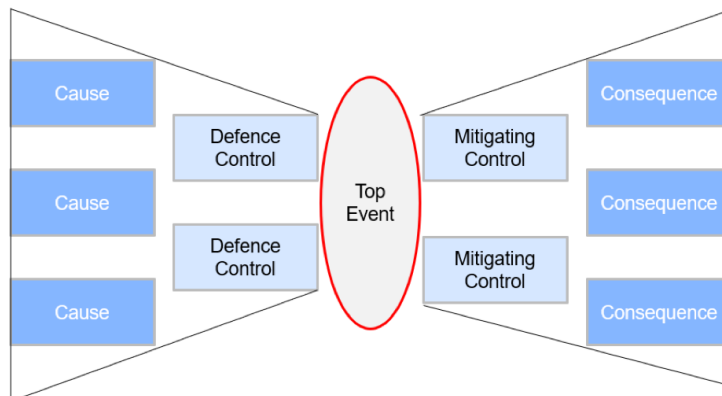 Cause
Cause
Cause
Defence
Control
Defence
Control
Top
Event
Mitigating
Control
Mitigating
Control
Consequence
Consequence
Consequence